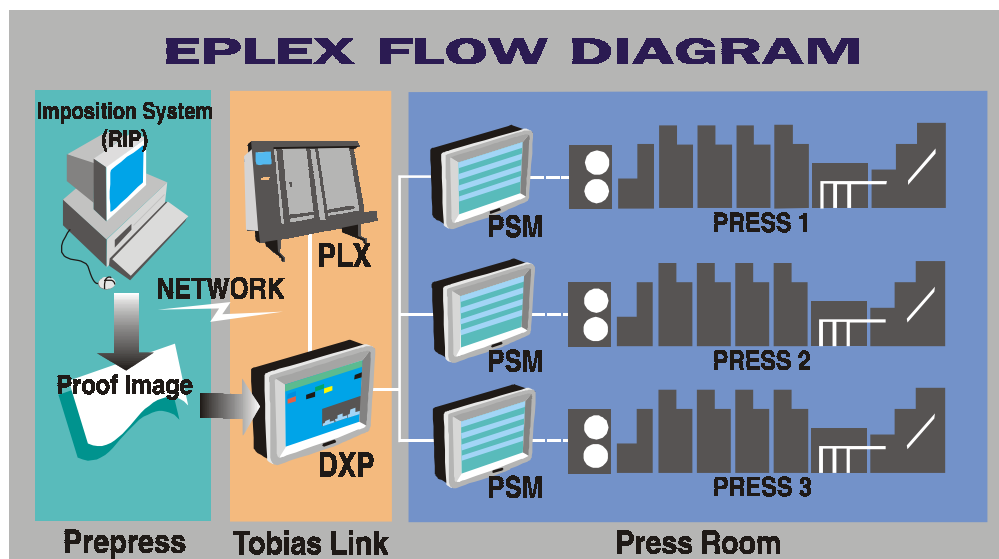 EPLEX FLOW DIAGRAM
Imposition System
(RIP)
NETWORK
Proof Image
Prepress
PLX
DXP
Tobias Link
PSM
PRESS 1
PSM
PRESS 2
PSM
PRESS 3
Press Room